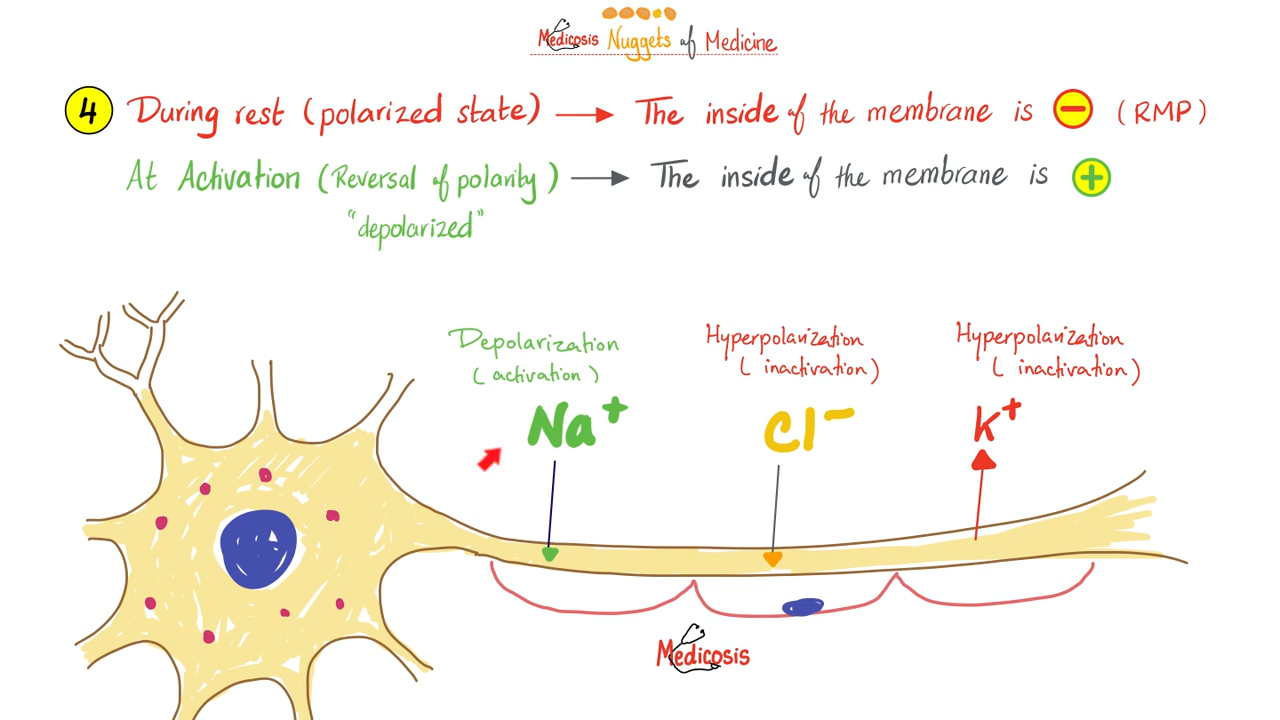 Medicosis Nuggets of Medicine
4 During rest (polarized state) → The inside of the membrane is − (RMP)
At Activation (Reversal of polarity) → The inside of the membrane is +
"depolarized"
Depolarization
(activation)
Hyperpolarization
(inactivation)
Hyperpolarization
(inactivation)
Na+
Cl−
K+
Medicosis